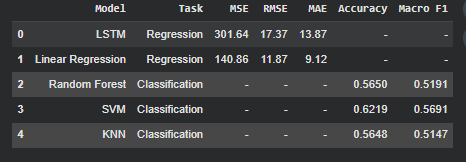 Model Task MSE RMSE MAE Accuracy Macro F1
0 LSTM Regression 301.64 17.37 13.87 - -
1 Linear Regression Regression 140.86 11.87 9.12 - -
2 Random Forest Classification - - - 0.5650 0.5191
3 SVM Classification - - - 0.6219 0.5691
4 KNN Classification - - - 0.5648 0.5147